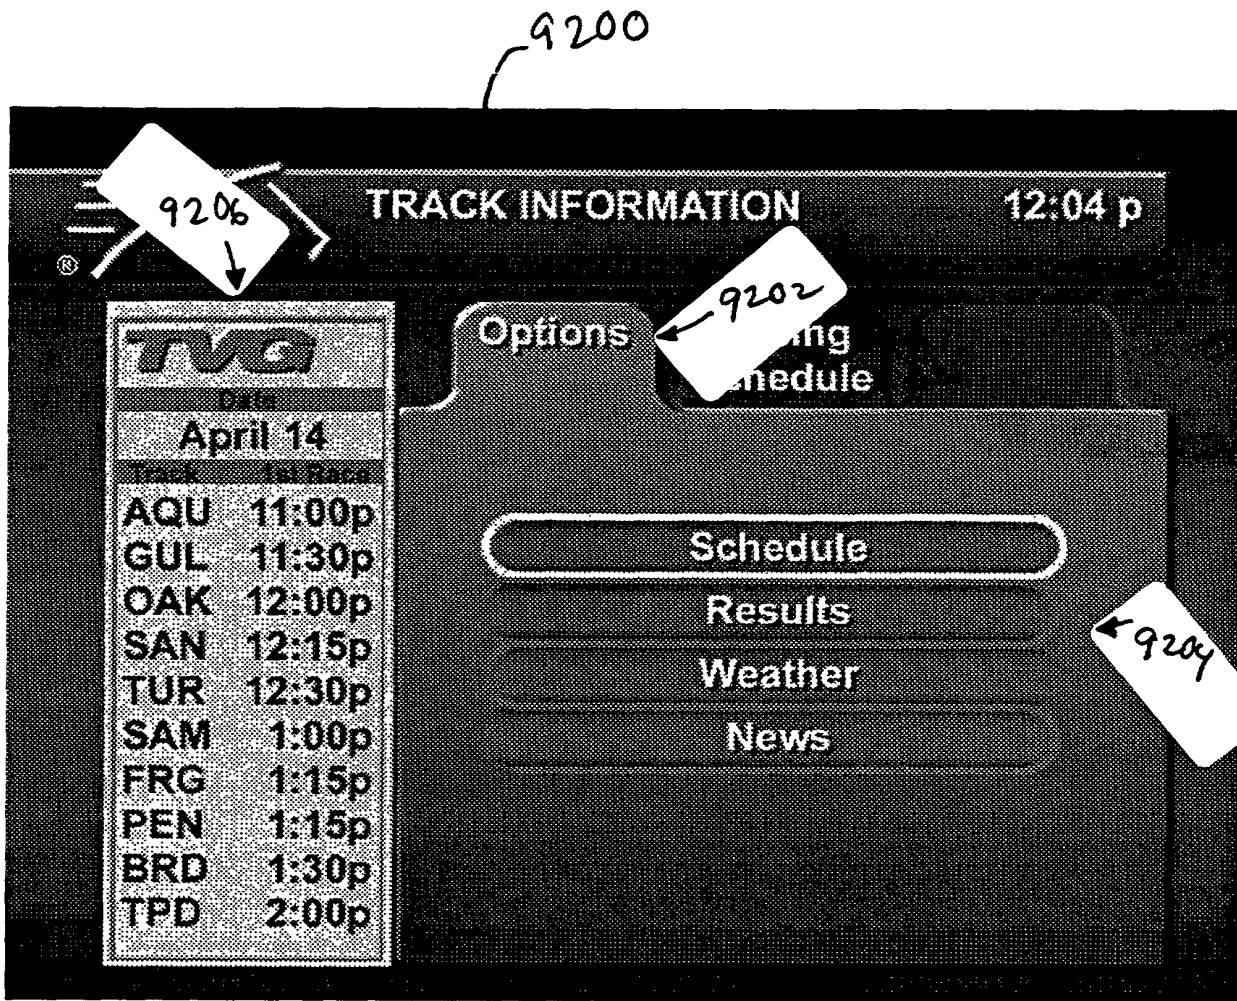 9200
TRACK INFORMATION 12:04 p
9206
®
9202
TVG
Options
Schedule
Date
April 14
Track 1st Race
AQU 11:00p
GUL 11:30p
OAK 12:00p
SAN 12:15p
TUR 12:30p
SAM 1:00p
FRG 1:15p
PEN 1:15p
BRD 1:30p
TPD 2:00p
Schedule
Results
Weather
News
9204